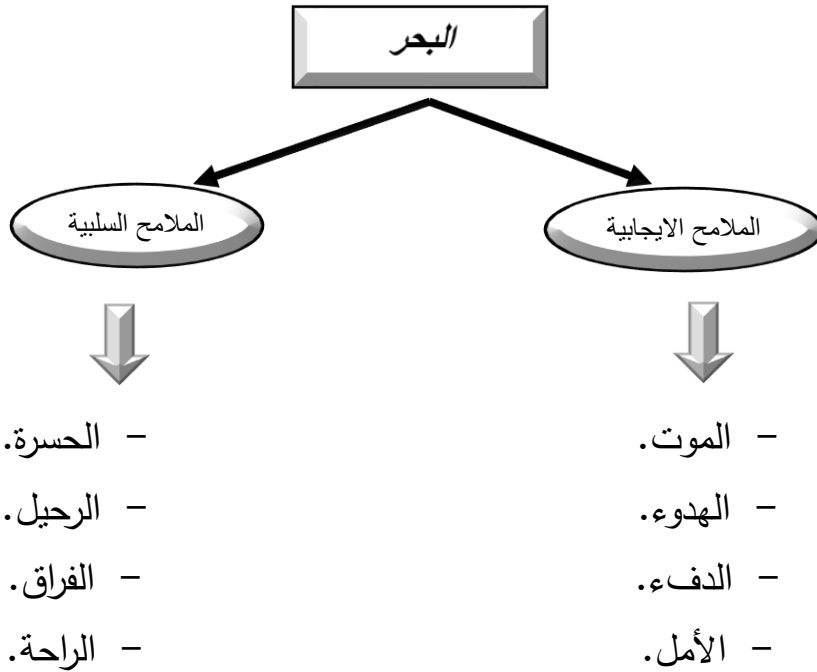 البحر
الملامح الايجابية
الملامح السلبية
- الموت.
- الهدوء.
- الدفء.
- الأمل.
- الحسرة.
- الرحيل.
- الفراق.
- الراحة.